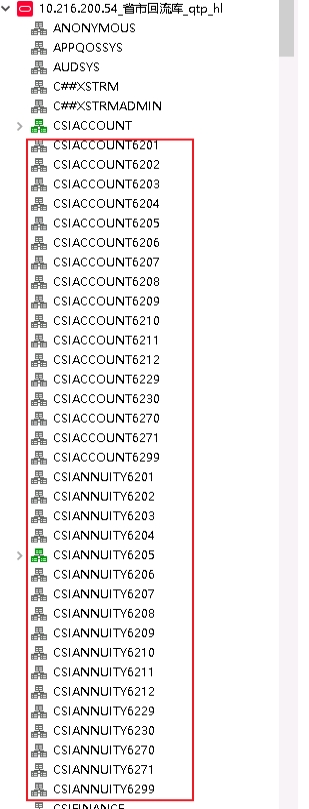 10.216.200.54_省市回流库_qtp_hl
ANONYMOUS
APPQOSSYS
AUDSYS
C##XSTRM
C##XSTRMADMIN
CSIACCOUNT
CSIACCOUNT6201
CSIACCOUNT6202
CSIACCOUNT6203
CSIACCOUNT6204
CSIACCOUNT6205
CSIACCOUNT6206
CSIACCOUNT6207
CSIACCOUNT6208
CSIACCOUNT6209
CSIACCOUNT6210
CSIACCOUNT6211
CSIACCOUNT6212
CSIACCOUNT6229
CSIACCOUNT6230
CSIACCOUNT6270
CSIACCOUNT6271
CSIACCOUNT6299
CSIANNUITY6201
CSIANNUITY6202
CSIANNUITY6203
CSIANNUITY6204
CSIANNUITY6205
CSIANNUITY6206
CSIANNUITY6207
CSIANNUITY6208
CSIANNUITY6209
CSIANNUITY6210
CSIANNUITY6211
CSIANNUITY6212
CSIANNUITY6229
CSIANNUITY6230
CSIANNUITY6270
CSIANNUITY6271
CSIANNUITY6299
CSIFINANCE